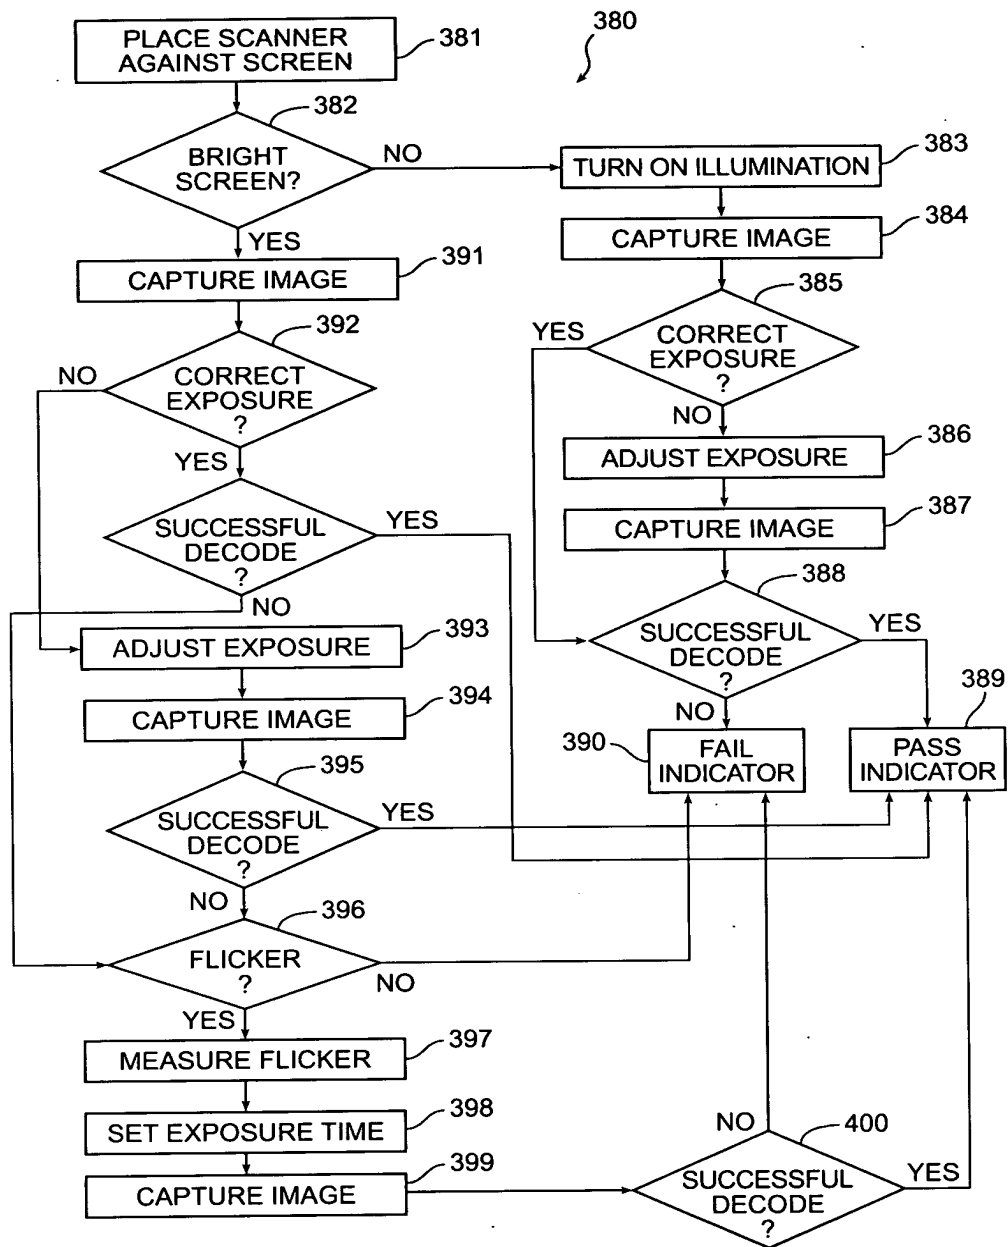 380
PLACE SCANNER
AGAINST SCREEN
381
382
BRIGHT
SCREEN?
NO
YES
TURN ON ILLUMINATION
383
CAPTURE IMAGE
384
385
CORRECT
EXPOSURE
?
YES
NO
ADJUST EXPOSURE
386
CAPTURE IMAGE
387
388
SUCCESSFUL
DECODE
?
YES
NO
389
PASS
INDICATOR
390
FAIL
INDICATOR
CAPTURE IMAGE
391
392
CORRECT
EXPOSURE
?
NO
YES
SUCCESSFUL
DECODE
?
YES
NO
ADJUST EXPOSURE
393
CAPTURE IMAGE
394
395
SUCCESSFUL
DECODE
?
YES
NO
396
FLICKER
?
NO
YES
MEASURE FLICKER
397
SET EXPOSURE TIME
398
CAPTURE IMAGE
399
400
SUCCESSFUL
DECODE
?
NO
YES